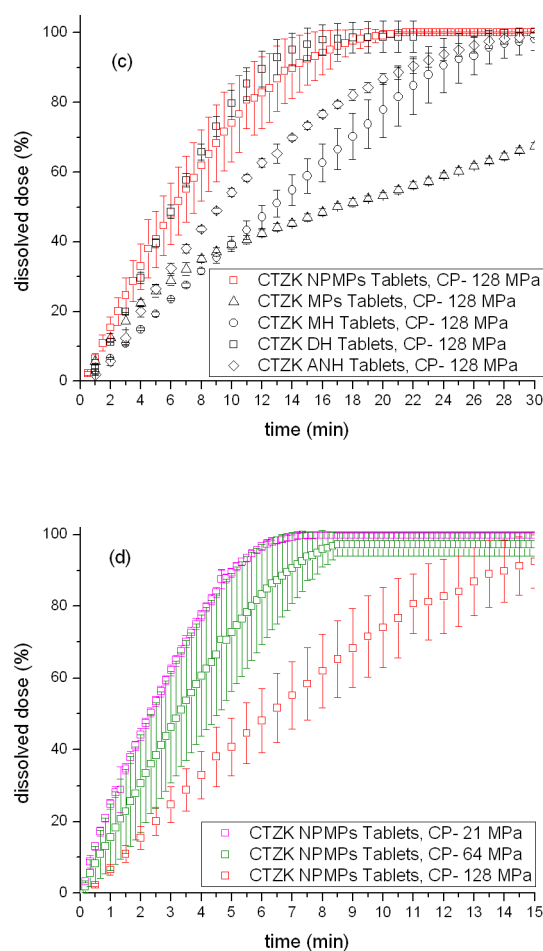 (c)
dissolved dose (%)
100
80
60
40
20
0
CTZK NPMPs Tablets, CP- 128 MPa
CTZK MPs Tablets, CP- 128 MPa
CTZK MH Tablets, CP- 128 MPa
CTZK DH Tablets, CP- 128 MPa
CTZK ANH Tablets, CP- 128 MPa
0 2 4 6 8 10 12 14 16 18 20 22 24 26 28 30
time (min)
(d)
dissolved dose (%)
100
80
60
40
20
0
CTZK NPMPs Tablets, CP- 21 MPa
CTZK NPMPs Tablets, CP- 64 MPa
CTZK NPMPs Tablets, CP- 128 MPa
0 1 2 3 4 5 6 7 8 9 10 11 12 13 14 15
time (min)